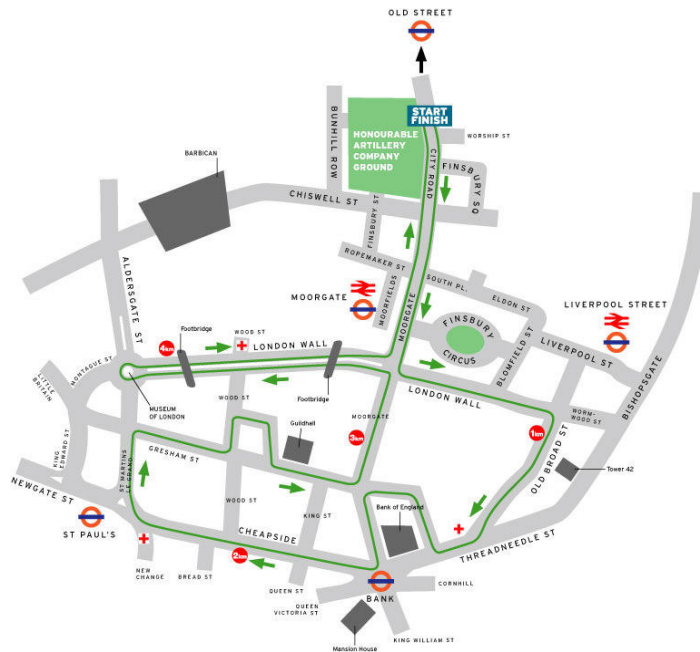 OLD STREET
START
FINISH
WORSHIP ST
HONOURABLE
ARTILLERY
COMPANY
GROUND
BUNHILL ROW
CITY ROAD
FINSBURY SQ
BARBICAN
CHISWELL ST
FINSBURY ST
ROPEMAKER ST
SOUTH PL.
ELDON ST
MOORGATE
MOORFIELDS
MOORGATE
LIVERPOOL STREET
ALDERSGATE ST
FINSBURY
CIRCUS
LIVERPOOL ST
BLOMFIELD ST
BISHOPSGATE
Footbridge
WOOD ST
LONDON WALL
4km
MONTAGUE ST
LITTLE
BRITAIN
MUSEUM
OF LONDON
WOOD ST
Footbridge
LONDON WALL
MOORGATE
WORM-
WOOD ST
1km
OLD BROAD ST
Guildhall
3km
KING
EDWARD ST
ST MARTINS
LE GRAND
GRESHAM ST
Tower 42
NEWGATE ST
WOOD ST
KING ST
Bank of England
ST PAUL'S
CHEAPSIDE
THREADNEEDLE ST
2km
NEW
CHANGE
BREAD ST
QUEEN ST
CORNHILL
BANK
QUEEN
VICTORIA ST
KING WILLIAM ST
Mansion House